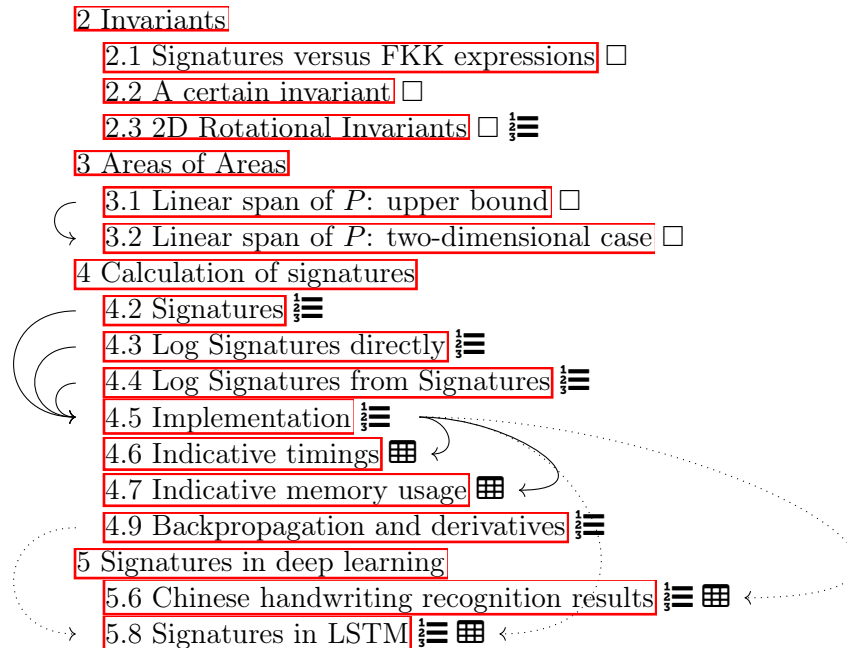 2 Invariants
2.1 Signatures versus FKK expressions □
2.2 A certain invariant □
2.3 2D Rotational Invariants □
3 Areas of Areas
3.1 Linear span of P: upper bound □
3.2 Linear span of P: two-dimensional case □
4 Calculation of signatures
4.2 Signatures
4.3 Log Signatures directly
4.4 Log Signatures from Signatures
4.5 Implementation
4.6 Indicative timings
4.7 Indicative memory usage
4.9 Backpropagation and derivatives
5 Signatures in deep learning
5.6 Chinese handwriting recognition results
5.8 Signatures in LSTM